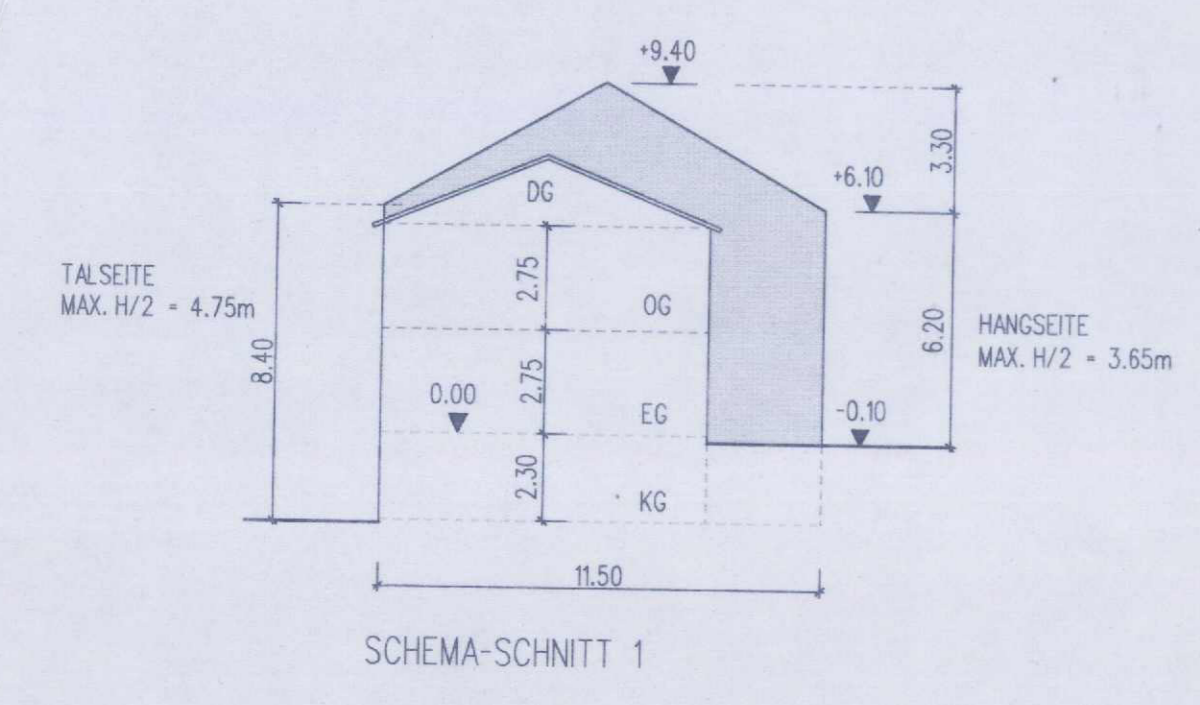 +9.40
3.30
+6.10
DG
TALSEITE
MAX. H/2 = 4.75m
2.75
OG
8.40
6.20
HANGSEITE
MAX. H/2 = 3.65m
0.00
2.75
EG
-0.10
2.30
KG
11.50
SCHEMA-SCHNITT 1